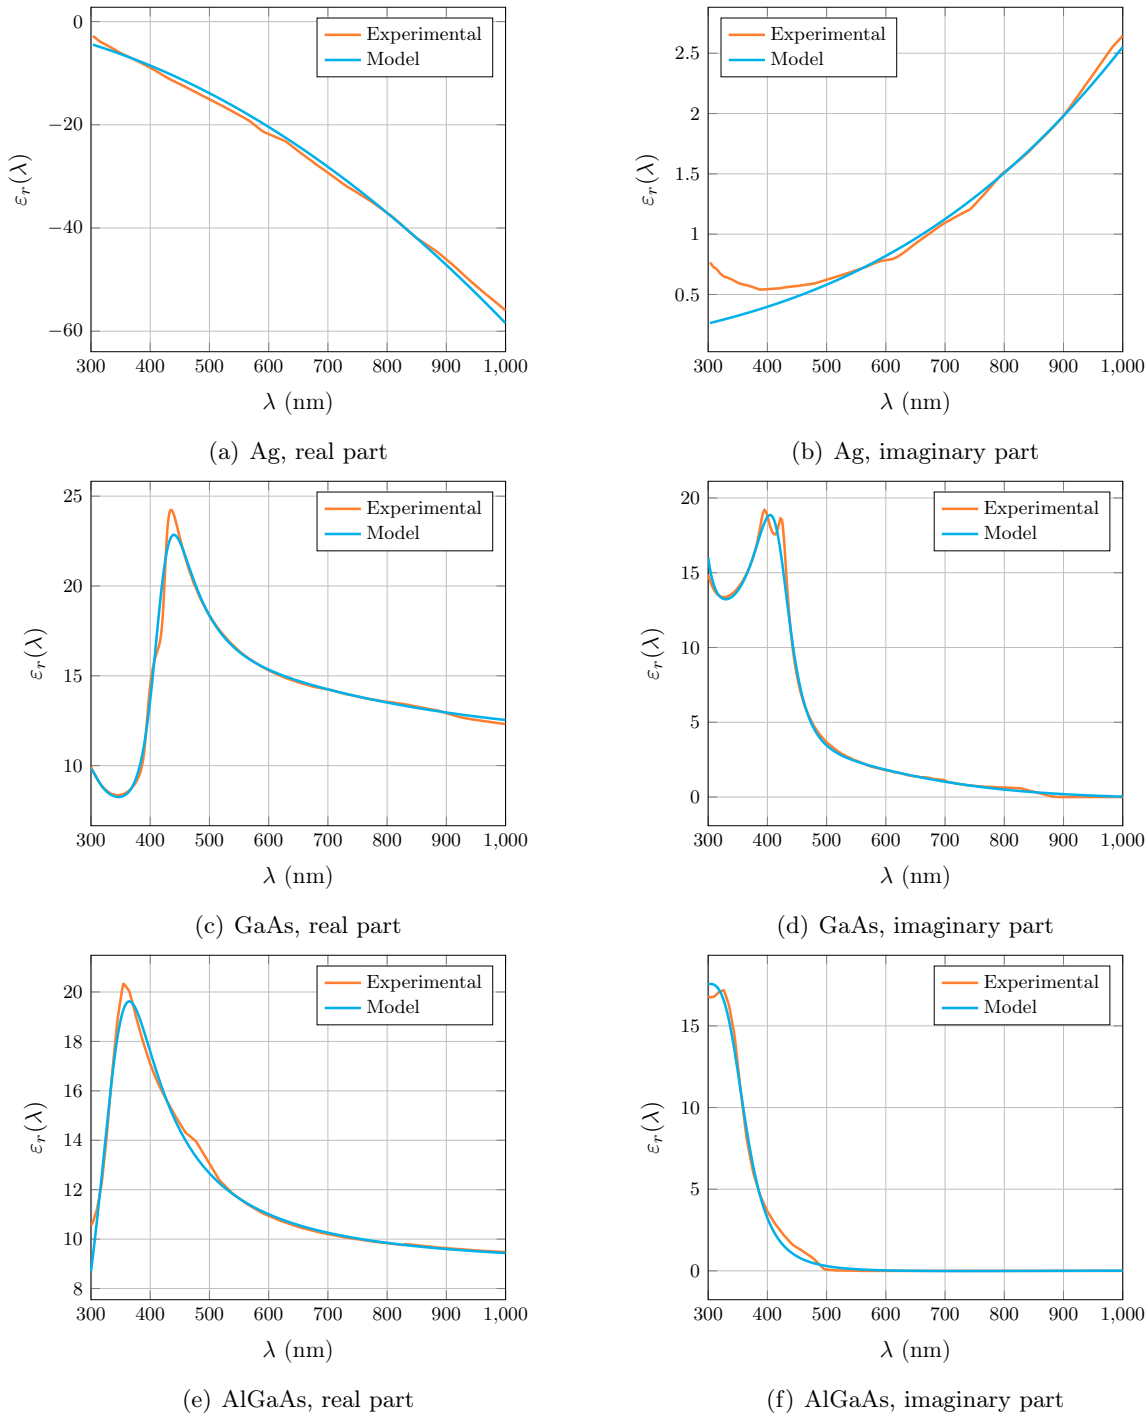 0
−20
−40
−60
300 400 500 600 700 800 900 1,000
λ (nm)
εr(λ)
Experimental
Model
(a) Ag, real part
2.5
2
1.5
1
0.5
300 400 500 600 700 800 900 1,000
λ (nm)
εr(λ)
Experimental
Model
(b) Ag, imaginary part
25
20
15
10
300 400 500 600 700 800 900 1,000
λ (nm)
εr(λ)
Experimental
Model
(c) GaAs, real part
20
15
10
5
0
300 400 500 600 700 800 900 1,000
λ (nm)
εr(λ)
Experimental
Model
(d) GaAs, imaginary part
20
18
16
14
12
10
8
300 400 500 600 700 800 900 1,000
λ (nm)
εr(λ)
Experimental
Model
(e) AlGaAs, real part
15
10
5
0
300 400 500 600 700 800 900 1,000
λ (nm)
εr(λ)
Experimental
Model
(f) AlGaAs, imaginary part